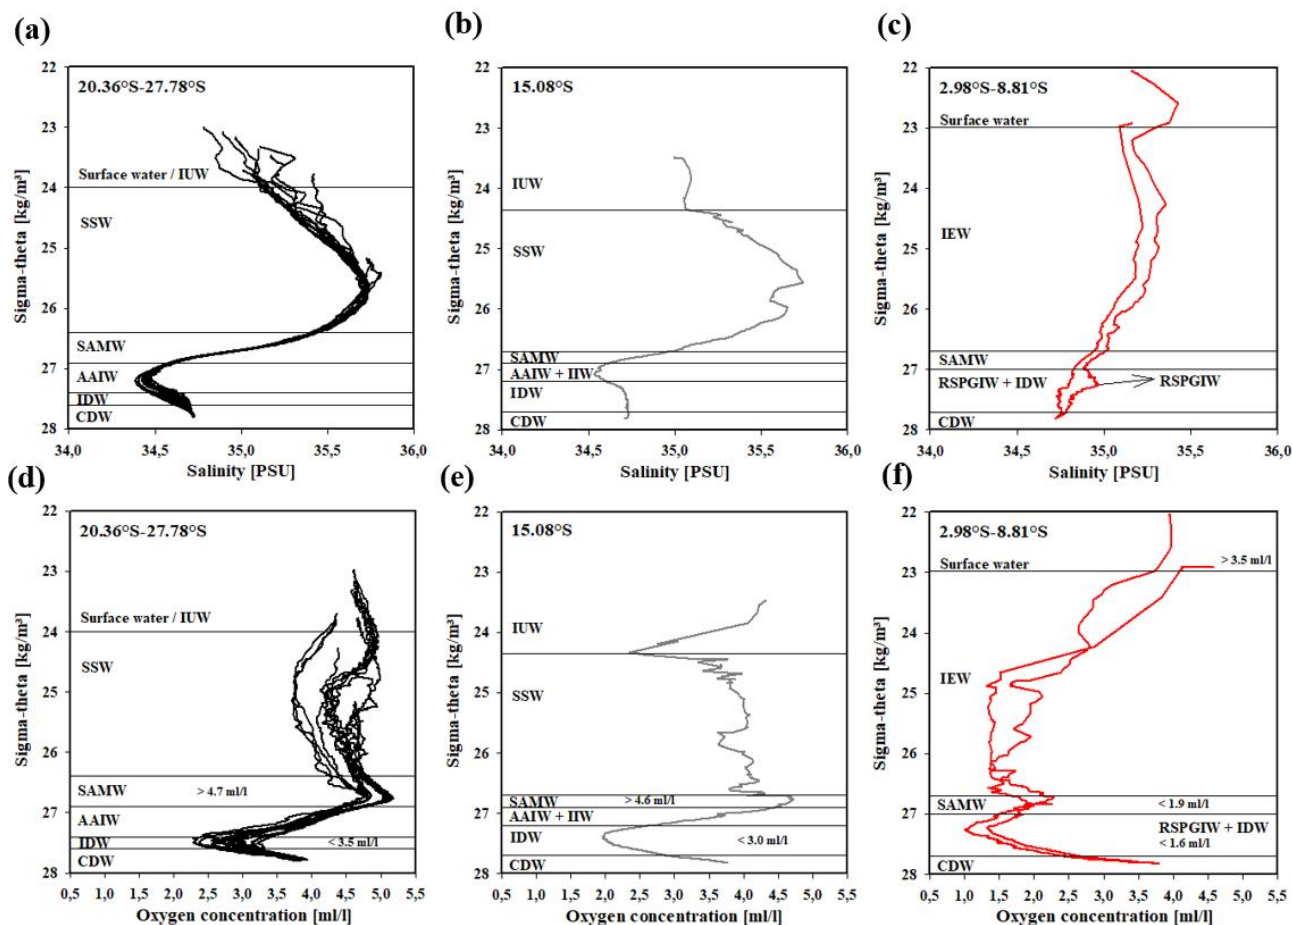 (a)
20.36°S-27.78°S
22
23
24
25
26
27
28
Sigma-theta [kg/m³]
Surface water / IUW
SSW
SAMW
AAIW
IDW
CDW
34,0 34,5 35,0 35,5 36,0
Salinity [PSU]
(b)
15.08°S
22
23
24
25
26
27
28
Sigma-theta [kg/m³]
IUW
SSW
SAMW
AAIW + IIW
IDW
CDW
34,0 34,5 35,0 35,5 36,0
Salinity [PSU]
(c)
2.98°S-8.81°S
22
23
24
25
26
27
28
Sigma-theta [kg/m³]
Surface water
IEW
SAMW
RSPGIW + IDW
RSPGIW
CDW
34,0 34,5 35,0 35,5 36,0
Salinity [PSU]
(d)
20.36°S-27.78°S
22
23
24
25
26
27
28
Sigma-theta [kg/m³]
Surface water / IUW
SSW
SAMW > 4.7 ml/l
AAIW
IDW < 3.5 ml/l
CDW
0,5 1,0 1,5 2,0 2,5 3,0 3,5 4,0 4,5 5,0 5,5
Oxygen concentration [ml/l]
(e)
15.08°S
22
23
24
25
26
27
28
Sigma-theta [kg/m³]
IUW
SSW
SAMW > 4.6 ml/l
AAIW + IIW
IDW < 3.0 ml/l
CDW
0,5 1,0 1,5 2,0 2,5 3,0 3,5 4,0 4,5 5,0 5,5
Oxygen concentration [ml/l]
(f)
2.98°S-8.81°S
22
23
24
25
26
27
28
Sigma-theta [kg/m³]
Surface water > 3.5 ml/l
IEW
SAMW < 1.9 ml/l
RSPGIW + IDW
< 1.6 ml/l
CDW
0,5 1,0 1,5 2,0 2,5 3,0 3,5 4,0 4,5 5,0 5,5
Oxygen concentration [ml/l]